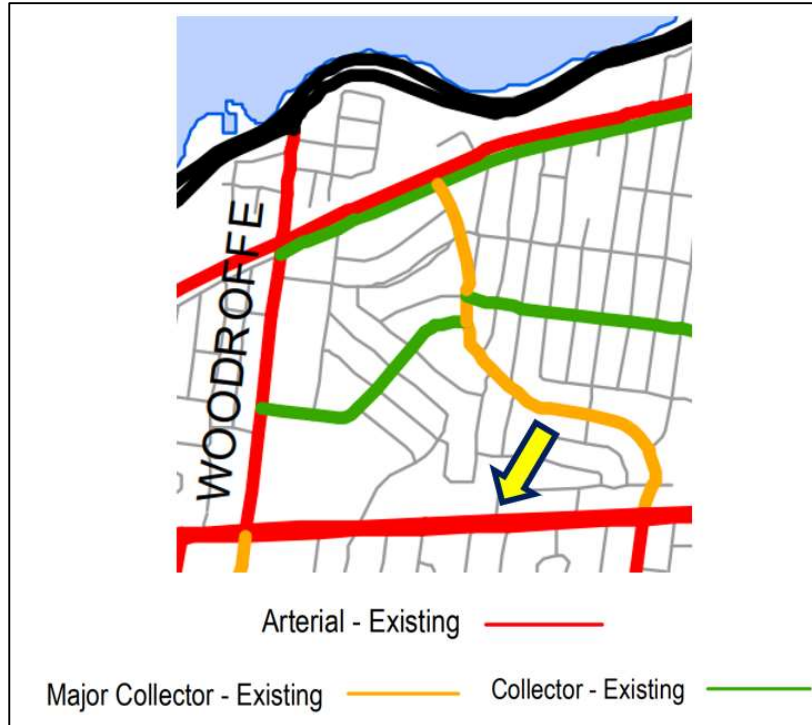 WOODROFFE
Arterial - Existing
Major Collector - Existing
Collector - Existing